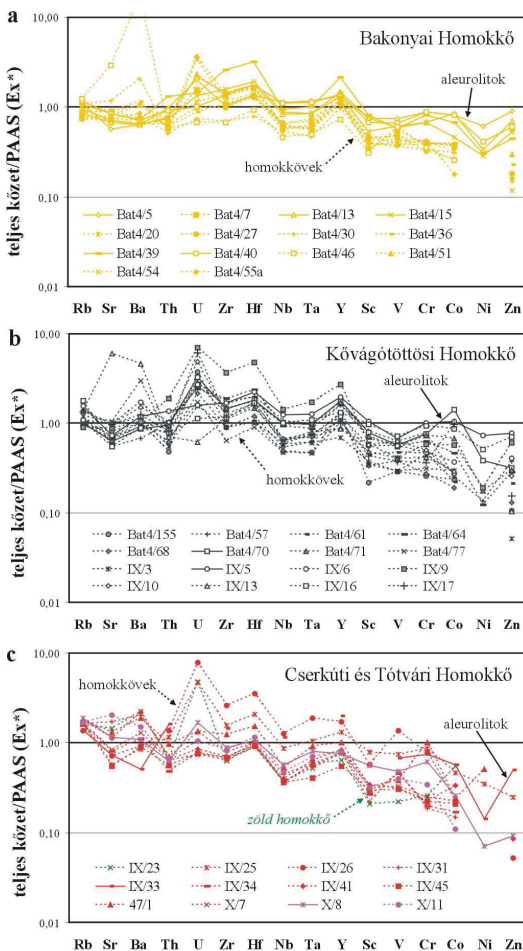 a
Bakonyai Homokkő
teljes kőzet/PAAS (Ex*)
10,00
1,00
0,10
0,01
aleurolitok
homokkövek
Bat4/5 Bat4/7 Bat4/13 Bat4/15
Bat4/20 Bat4/27 Bat4/30 Bat4/36
Bat4/39 Bat4/40 Bat4/46 Bat4/51
Bat4/54 Bat4/55a
Rb Sr Ba Th U Zr Hf Nb Ta Y Sc V Cr Co Ni Zn
b
Kővágótöttösi Homokkő
teljes kőzet/PAAS (Ex*)
10,00
1,00
0,10
0,01
aleurolitok
homokkövek
Bat4/155 Bat4/57 Bat4/61 Bat4/64
Bat4/68 Bat4/70 Bat4/71 Bat4/77
IX/3 IX/5 IX/6 IX/9
IX/10 IX/13 IX/16 IX/17
Rb Sr Ba Th U Zr Hf Nb Ta Y Sc V Cr Co Ni Zn
c
Cserkúti és Tótvári Homokkő
teljes kőzet/PAAS (Ex*)
10,00
1,00
0,10
0,01
homokkövek
aleurolitok
zöld homokkő
IX/23 IX/25 IX/26 IX/31
IX/33 IX/34 IX/41 IX/45
47/1 X/7 X/8 X/11
Rb Sr Ba Th U Zr Hf Nb Ta Y Sc V Cr Co Ni Zn